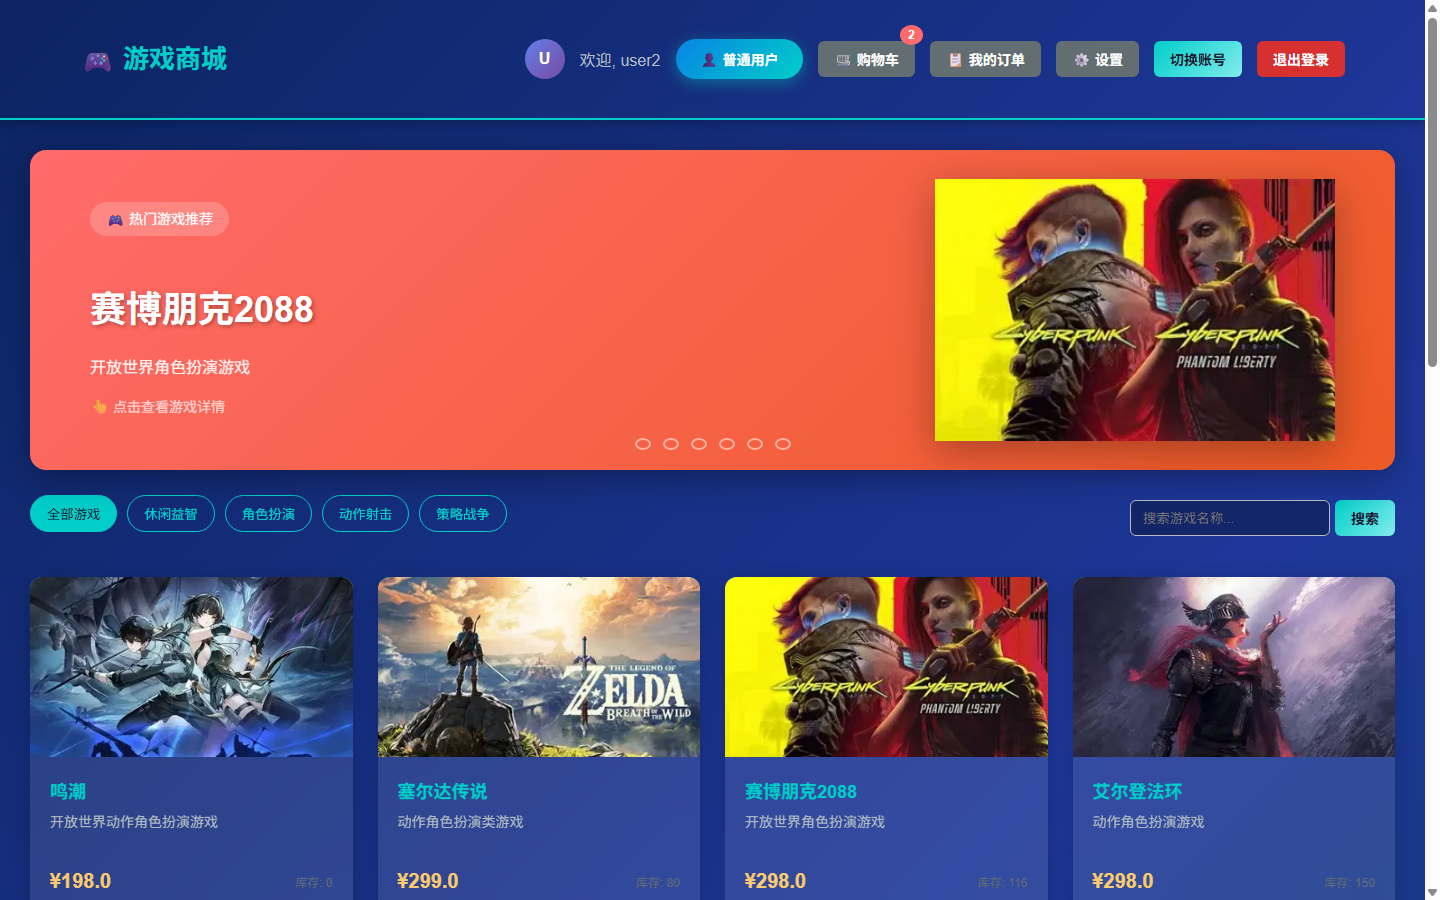 游戏商城
U
欢迎, user2
普通用户
购物车
2
我的订单
设置
切换账号
退出登录
热门游戏推荐
赛博朋克2088
开放世界角色扮演游戏
点击查看游戏详情
Cyberpunk
Cyberpunk
PHANTOM LIBERTY
全部游戏
休闲益智
角色扮演
动作射击
策略战争
搜索游戏名称...
搜索
THE LEGEND OF
ZELDA
BREATH OF THE WILD
Cyberpunk
Cyberpunk
PHANTOM LIBERTY
鸣潮
开放世界动作角色扮演游戏
¥198.0
库存: 0
塞尔达传说
动作角色扮演类游戏
¥299.0
库存: 80
赛博朋克2088
开放世界角色扮演游戏
¥298.0
库存: 116
艾尔登法环
动作角色扮演游戏
¥298.0
库存: 150